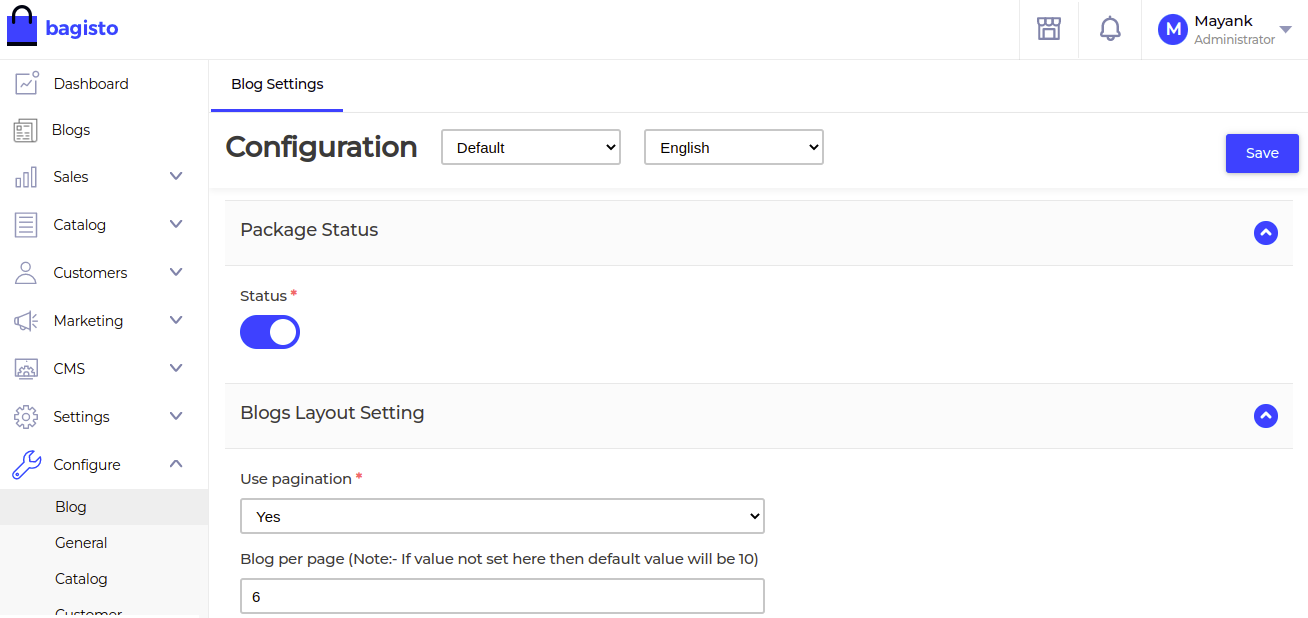 bagisto
M
Mayank
Administrator
Dashboard
Blogs
Sales
Catalog
Customers
Marketing
CMS
Settings
Configure
Blog
General
Catalog
Customer
Blog Settings
Configuration
Default
English
Save
Package Status
Status *
Blogs Layout Setting
Use pagination *
Yes
Blog per page (Note:- If value not set here then default value will be 10)
6